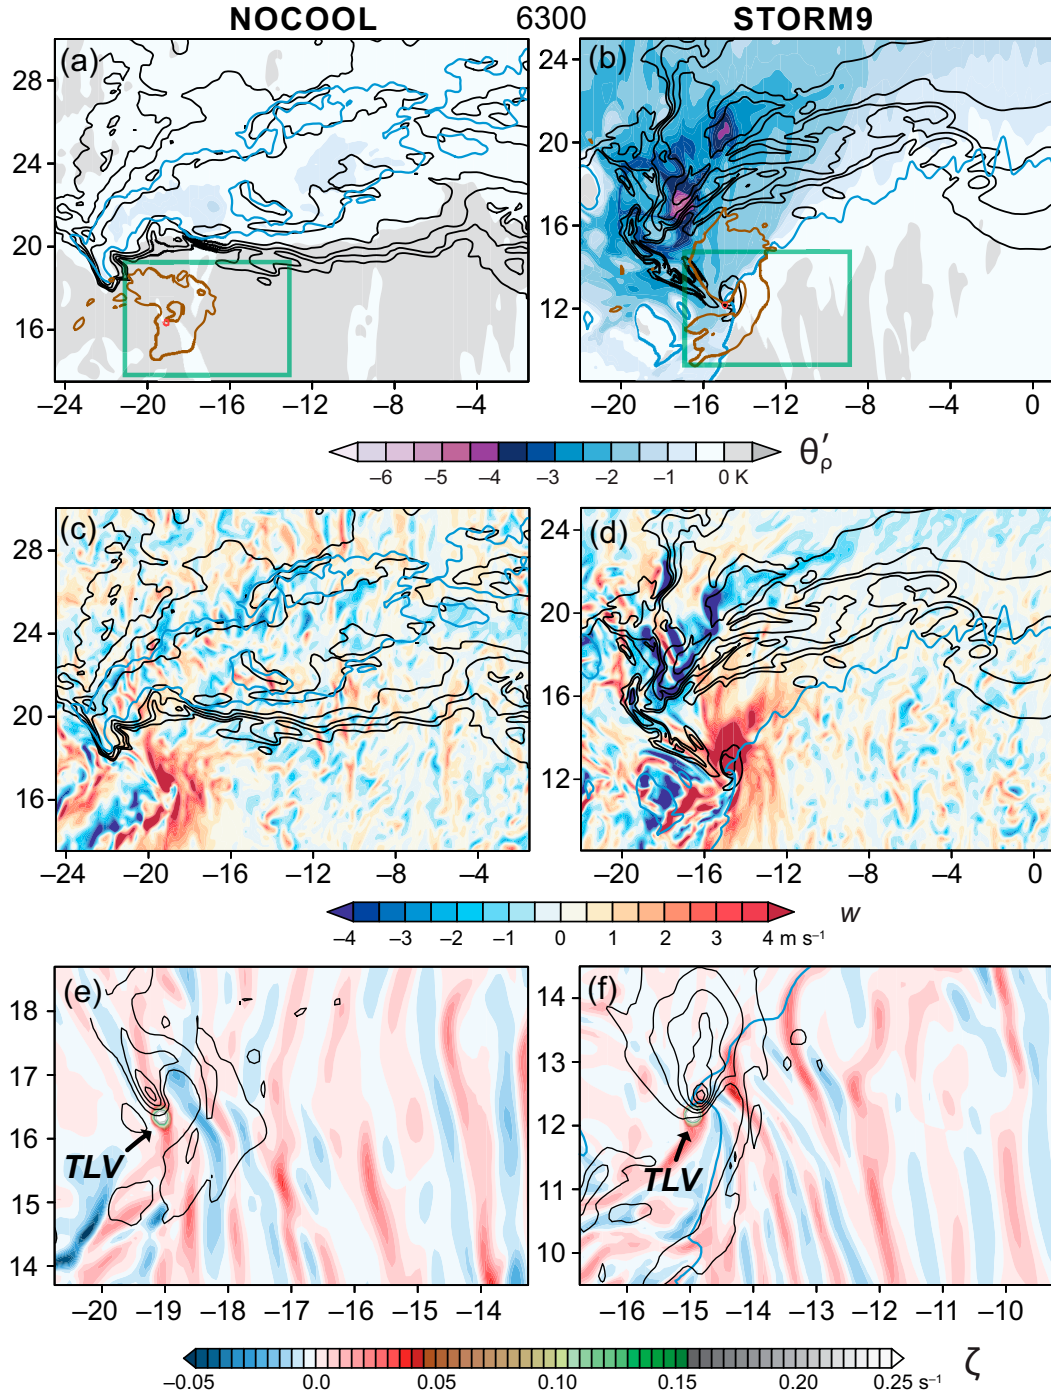 NOCOOL 6300 STORM9
(a) (b)
28 24 20 16
24 20 16 12
−24 −20 −16 −12 −8 −4
−20 −16 −12 −8 −4 0
−6 −5 −4 −3 −2 −1 0 K θ′ρ
(c) (d)
28 24 20 16
24 20 16 12
−24 −20 −16 −12 −8 −4
−20 −16 −12 −8 −4 0
−4 −3 −2 −1 0 1 2 3 4 m s⁻¹ w
(e) (f)
18 17 16 15 14
14 13 12 11 10
TLV TLV
−20 −19 −18 −17 −16 −15 −14
−16 −15 −14 −13 −12 −11 −10
−0.05 0.0 0.05 0.10 0.15 0.20 0.25 s⁻¹ ζ